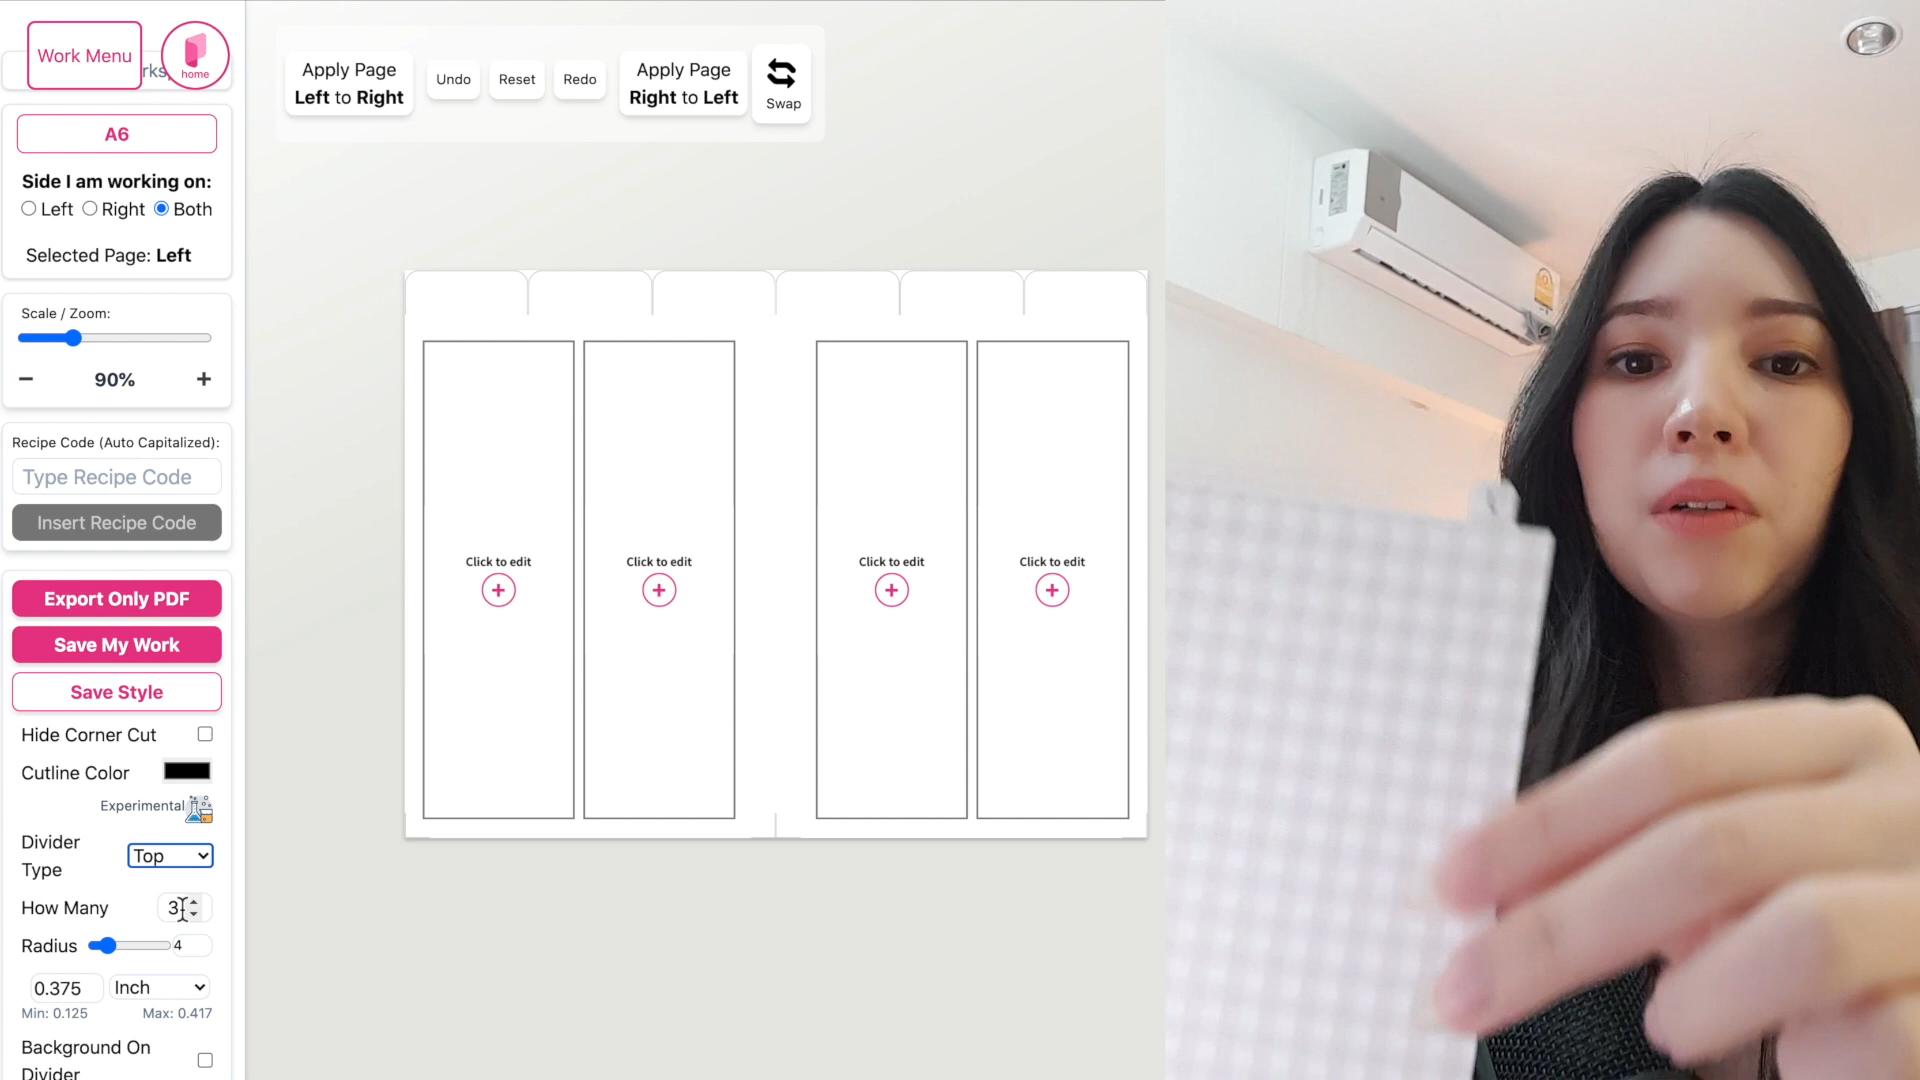 Work Menu
rks
home
A6
Side I am working on:
Left Right Both
Selected Page: Left
Scale / Zoom:
− 90% +
Recipe Code (Auto Capitalized):
Type Recipe Code
Insert Recipe Code
Export Only PDF
Save My Work
Save Style
Hide Corner Cut
Cutline Color
Experimental
Divider
Type
Top
How Many 3
Radius 4
0.375 Inch
Min: 0.125 Max: 0.417
Background On
Divider
Apply Page
Left to Right
Undo
Reset
Redo
Apply Page
Right to Left
Swap
Click to edit
Click to edit
Click to edit
Click to edit